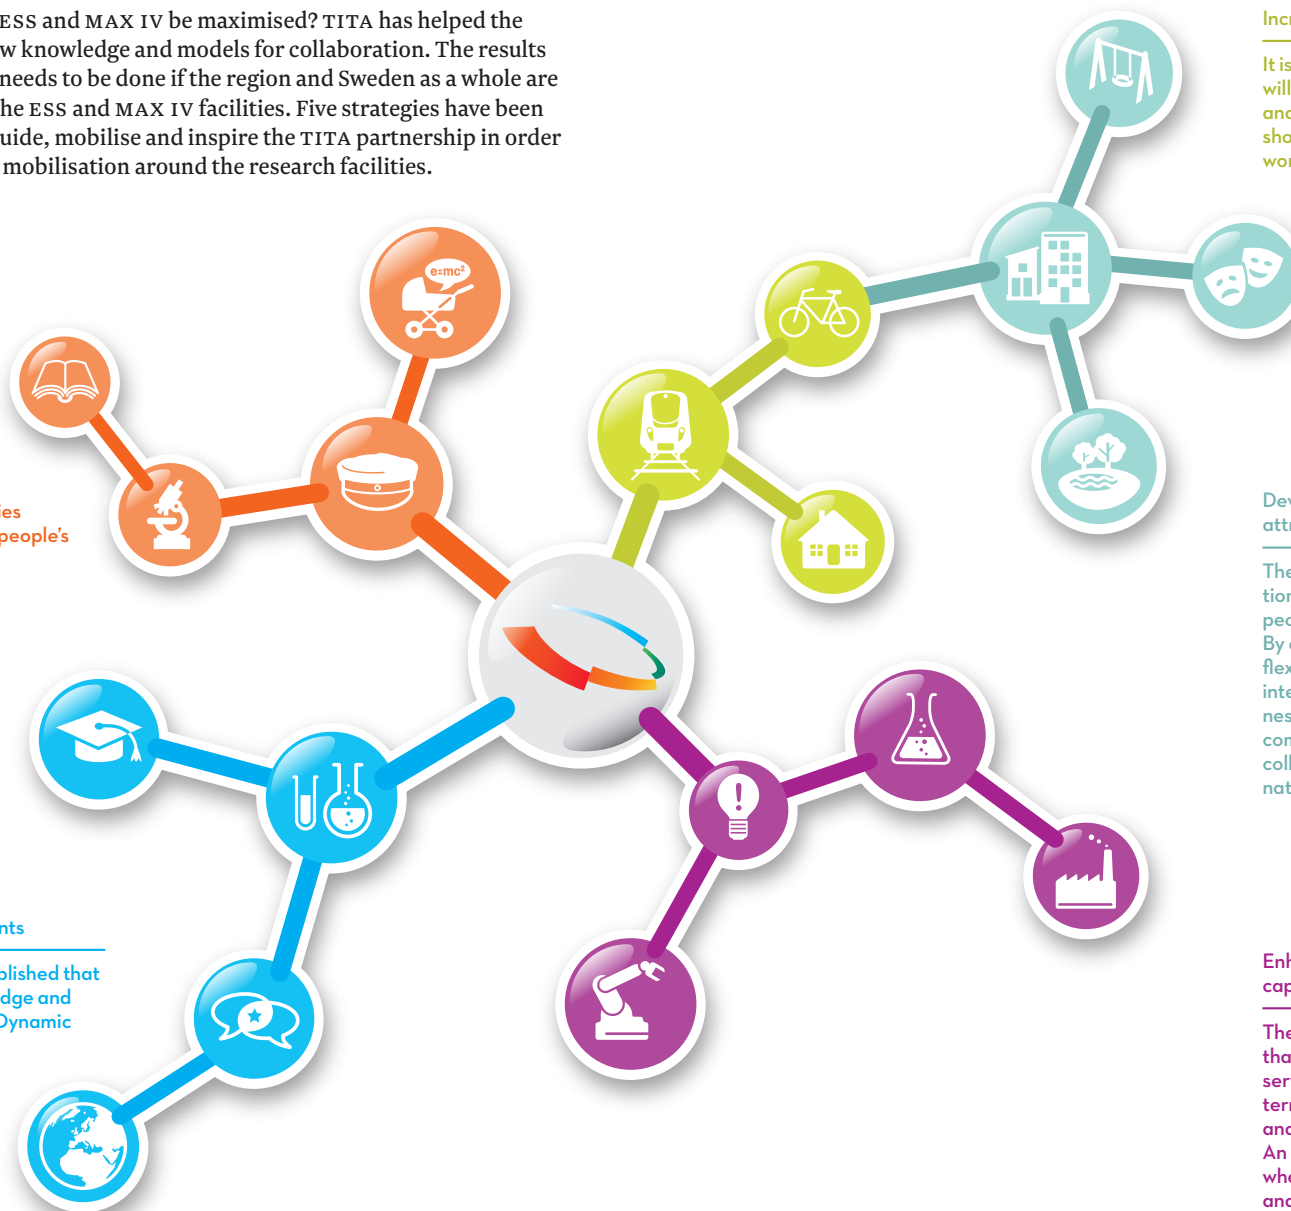 ESS and MAX IV be maximised? TITA has helped the
w knowledge and models for collaboration. The results
needs to be done if the region and Sweden as a whole are
he ESS and MAX IV facilities. Five strategies have been
uide, mobilise and inspire the TITA partnership in order
mobilisation around the research facilities.
e=mc²
ies
people's
nts
blished that
dge and
Dynamic
Incr
It is
will
and
sho
wor
Dev
attr
The
tion
peo
By
flex
inte
nes
com
coll
nat
Enh
cap
The
tha
ser
terr
and
An
whe
and